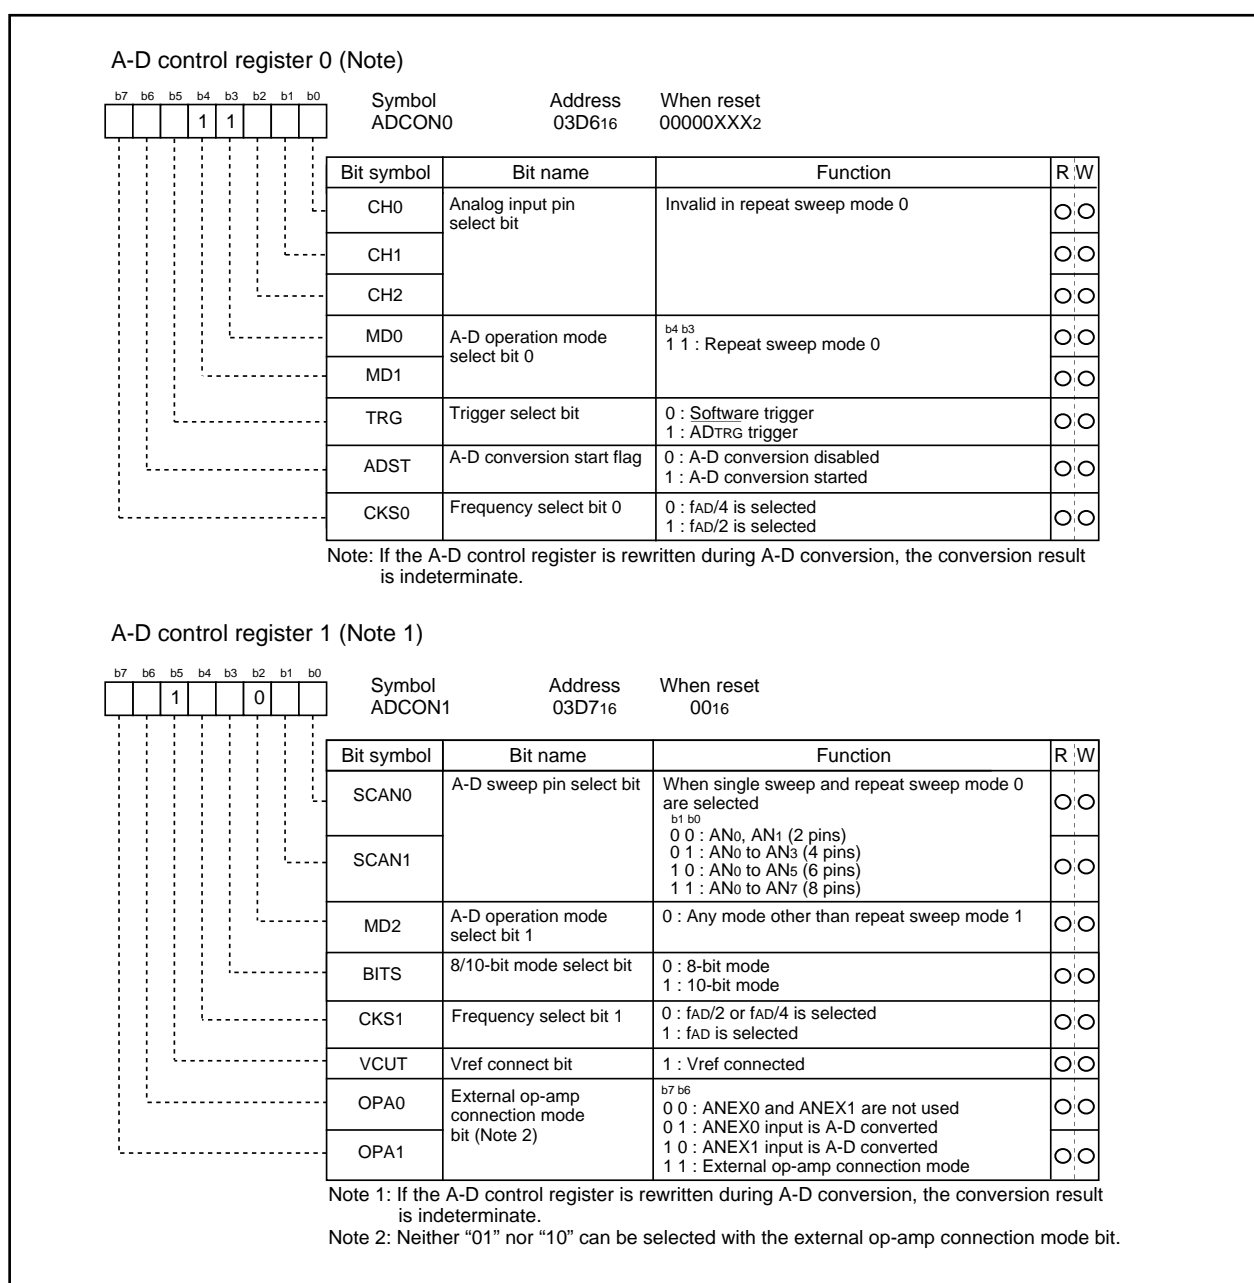 A-D control register 0 (Note)
b7 b6 b5 b4 b3 b2 b1 b0
1 1
Symbol Address When reset
ADCON0 03D616 00000XXX2
Bit symbol Bit name Function R W
CH0 Analog input pin select bit Invalid in repeat sweep mode 0
CH1
CH2
MD0 A-D operation mode select bit 0 b4 b3
1 1 : Repeat sweep mode 0
MD1
TRG Trigger select bit 0 : Software trigger
1 : ADTRG trigger
ADST A-D conversion start flag 0 : A-D conversion disabled
1 : A-D conversion started
CKS0 Frequency select bit 0 0 : fAD/4 is selected
1 : fAD/2 is selected
Note: If the A-D control register is rewritten during A-D conversion, the conversion result
is indeterminate.
A-D control register 1 (Note 1)
b7 b6 b5 b4 b3 b2 b1 b0
1 0
Symbol Address When reset
ADCON1 03D716 0016
Bit symbol Bit name Function R W
SCAN0 A-D sweep pin select bit When single sweep and repeat sweep mode 0
are selected
b1 b0
0 0 : AN0, AN1 (2 pins)
SCAN1 0 1 : AN0 to AN3 (4 pins)
1 0 : AN0 to AN5 (6 pins)
1 1 : AN0 to AN7 (8 pins)
MD2 A-D operation mode select bit 1 0 : Any mode other than repeat sweep mode 1
BITS 8/10-bit mode select bit 0 : 8-bit mode
1 : 10-bit mode
CKS1 Frequency select bit 1 0 : fAD/2 or fAD/4 is selected
1 : fAD is selected
VCUT Vref connect bit 1 : Vref connected
OPA0 External op-amp connection mode bit (Note 2) b7 b6
0 0 : ANEX0 and ANEX1 are not used
0 1 : ANEX0 input is A-D converted
OPA1 1 0 : ANEX1 input is A-D converted
1 1 : External op-amp connection mode
Note 1: If the A-D control register is rewritten during A-D conversion, the conversion result
is indeterminate.
Note 2: Neither “01” nor “10” can be selected with the external op-amp connection mode bit.